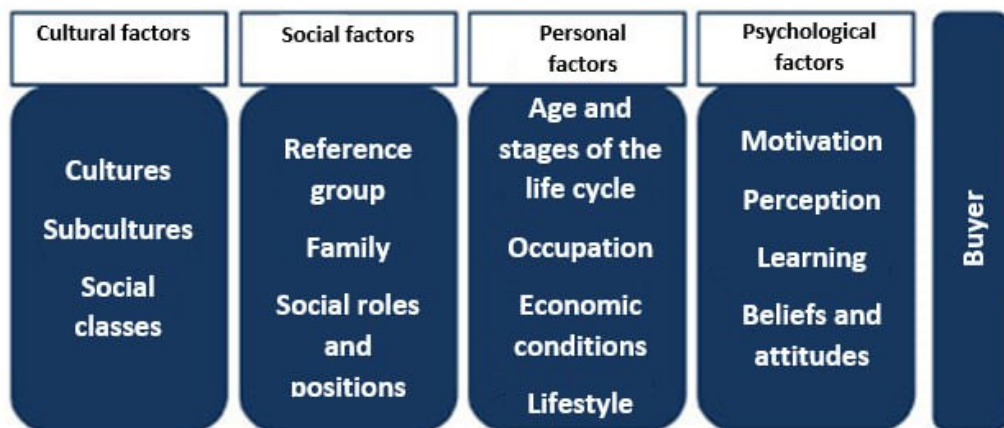 Cultural factors
Cultures
Subcultures
Social
classes
Social factors
Reference
group
Family
Social roles
and
positions
Personal
factors
Age and
stages of the
life cycle
Occupation
Economic
conditions
Lifestyle
Psychological
factors
Motivation
Perception
Learning
Beliefs and
attitudes
Buyer